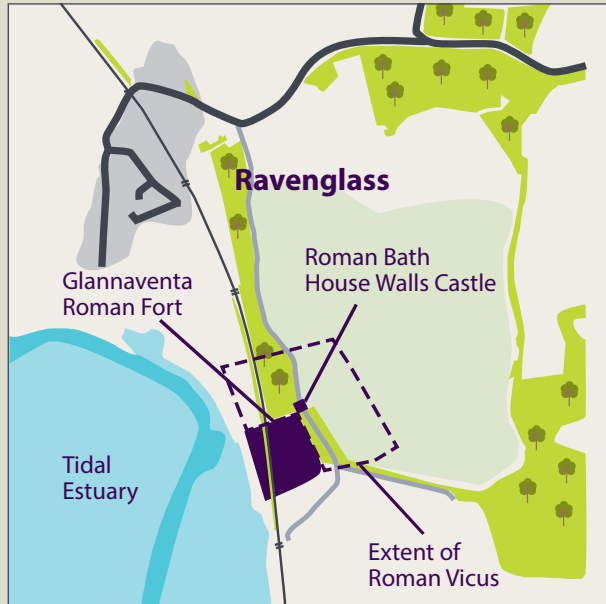 Ravenglass
Roman Bath
House Walls Castle
Glannaventa
Roman Fort
Tidal
Estuary
Extent of
Roman Vicus